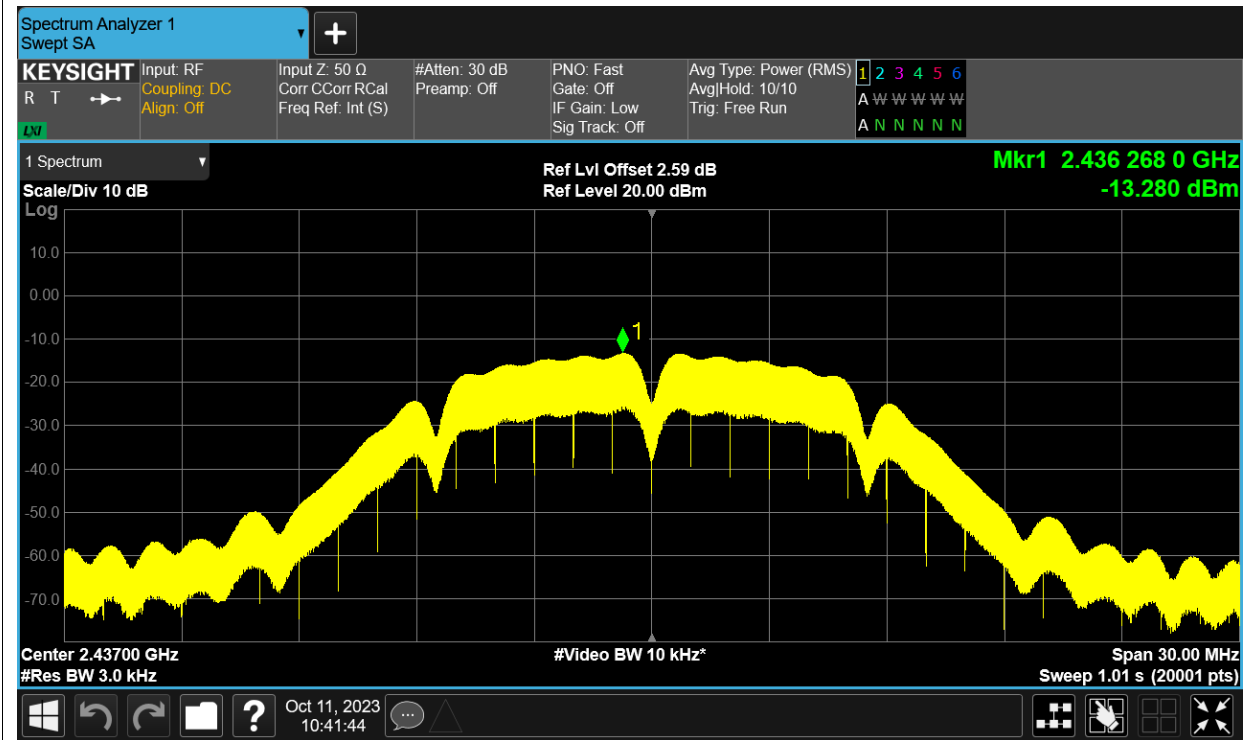 Spectrum Analyzer 1
Swept SA
KEYSIGHT
R T
LXI
Input: RF
Coupling: DC
Align: Off
Input Z: 50 Ω
Corr CCorr RCal
Freq Ref: Int (S)
#Atten: 30 dB
Preamp: Off
PNO: Fast
Gate: Off
IF Gain: Low
Sig Track: Off
Avg Type: Power (RMS)
Avg|Hold: 10/10
Trig: Free Run
1 2 3 4 5 6
A W W W W W
A N N N N N
1 Spectrum
Scale/Div 10 dB
Ref Lvl Offset 2.59 dB
Ref Level 20.00 dBm
Mkr1 2.436 268 0 GHz
-13.280 dBm
Log
10.0
0.00
-10.0
-20.0
-30.0
-40.0
-50.0
-60.0
-70.0
1
Center 2.43700 GHz
#Res BW 3.0 kHz
#Video BW 10 kHz*
Span 30.00 MHz
Sweep 1.01 s (20001 pts)
?
Oct 11, 2023
10:41:44